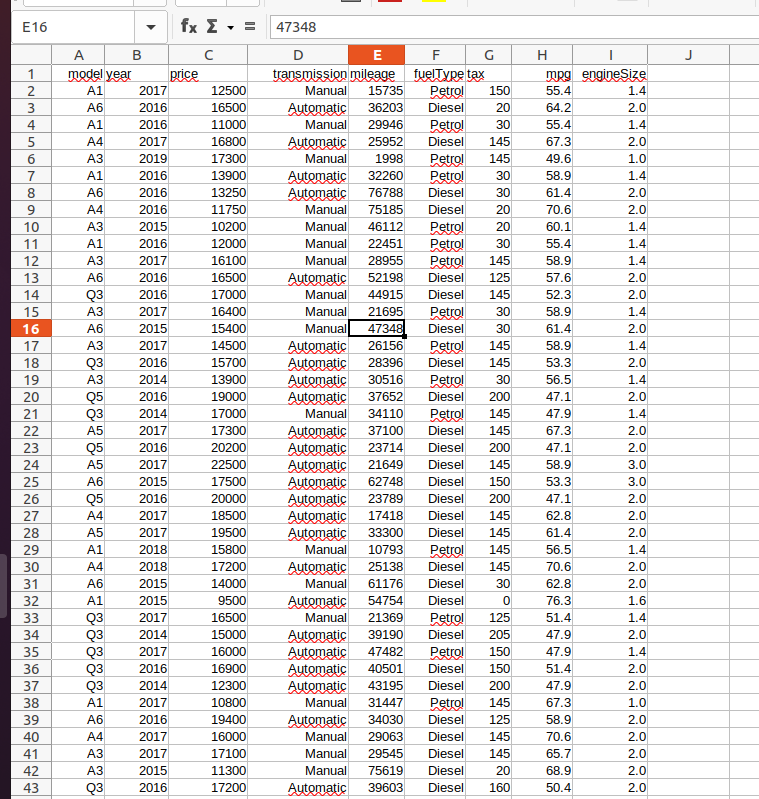 E16 fx Σ = 47348
A B C D E F G H I J
1 model year price transmission mileage fuelType tax mpg engineSize
2 A1 2017 12500 Manual 15735 Petrol 150 55.4 1.4
3 A6 2016 16500 Automatic 36203 Diesel 20 64.2 2.0
4 A1 2016 11000 Manual 29946 Petrol 30 55.4 1.4
5 A4 2017 16800 Automatic 25952 Diesel 145 67.3 2.0
6 A3 2019 17300 Manual 1998 Petrol 145 49.6 1.0
7 A1 2016 13900 Automatic 32260 Petrol 30 58.9 1.4
8 A6 2016 13250 Automatic 76788 Diesel 30 61.4 2.0
9 A4 2016 11750 Manual 75185 Diesel 20 70.6 2.0
10 A3 2015 10200 Manual 46112 Petrol 20 60.1 1.4
11 A1 2016 12000 Manual 22451 Petrol 30 55.4 1.4
12 A3 2017 16100 Manual 28955 Petrol 145 58.9 1.4
13 A6 2016 16500 Automatic 52198 Diesel 125 57.6 2.0
14 Q3 2016 17000 Manual 44915 Diesel 145 52.3 2.0
15 A3 2017 16400 Manual 21695 Petrol 30 58.9 1.4
16 A6 2015 15400 Manual 47348 Diesel 30 61.4 2.0
17 A3 2017 14500 Automatic 26156 Petrol 145 58.9 1.4
18 Q3 2016 15700 Automatic 28396 Diesel 145 53.3 2.0
19 A3 2014 13900 Automatic 30516 Petrol 30 56.5 1.4
20 Q5 2016 19000 Automatic 37652 Diesel 200 47.1 2.0
21 Q3 2014 17000 Manual 34110 Petrol 145 47.9 1.4
22 A5 2017 17300 Automatic 37100 Diesel 145 67.3 2.0
23 Q5 2016 20200 Automatic 23714 Diesel 200 47.1 2.0
24 A5 2017 22500 Automatic 21649 Diesel 145 58.9 3.0
25 A6 2015 17500 Automatic 62748 Diesel 150 53.3 3.0
26 Q5 2016 20000 Automatic 23789 Diesel 200 47.1 2.0
27 A4 2017 18500 Automatic 17418 Diesel 145 62.8 2.0
28 A5 2017 19500 Automatic 33300 Diesel 145 61.4 2.0
29 A1 2018 15800 Manual 10793 Petrol 145 56.5 1.4
30 A4 2018 17200 Automatic 25138 Diesel 145 70.6 2.0
31 A6 2015 14000 Manual 61176 Diesel 30 62.8 2.0
32 A1 2015 9500 Automatic 54754 Diesel 0 76.3 1.6
33 Q3 2017 16500 Manual 21369 Petrol 125 51.4 1.4
34 Q3 2014 15000 Automatic 39190 Diesel 205 47.9 2.0
35 Q3 2017 16000 Automatic 47482 Petrol 150 47.9 1.4
36 Q3 2016 16900 Automatic 40501 Diesel 150 51.4 2.0
37 Q3 2014 12300 Automatic 43195 Diesel 200 47.9 2.0
38 A1 2017 10800 Manual 31447 Petrol 145 67.3 1.0
39 A6 2016 19400 Automatic 34030 Diesel 125 58.9 2.0
40 A4 2017 16000 Manual 29063 Diesel 145 70.6 2.0
41 A3 2017 17100 Manual 29545 Diesel 145 65.7 2.0
42 A3 2015 11300 Manual 75619 Diesel 20 68.9 2.0
43 Q3 2016 17200 Automatic 39603 Diesel 160 50.4 2.0